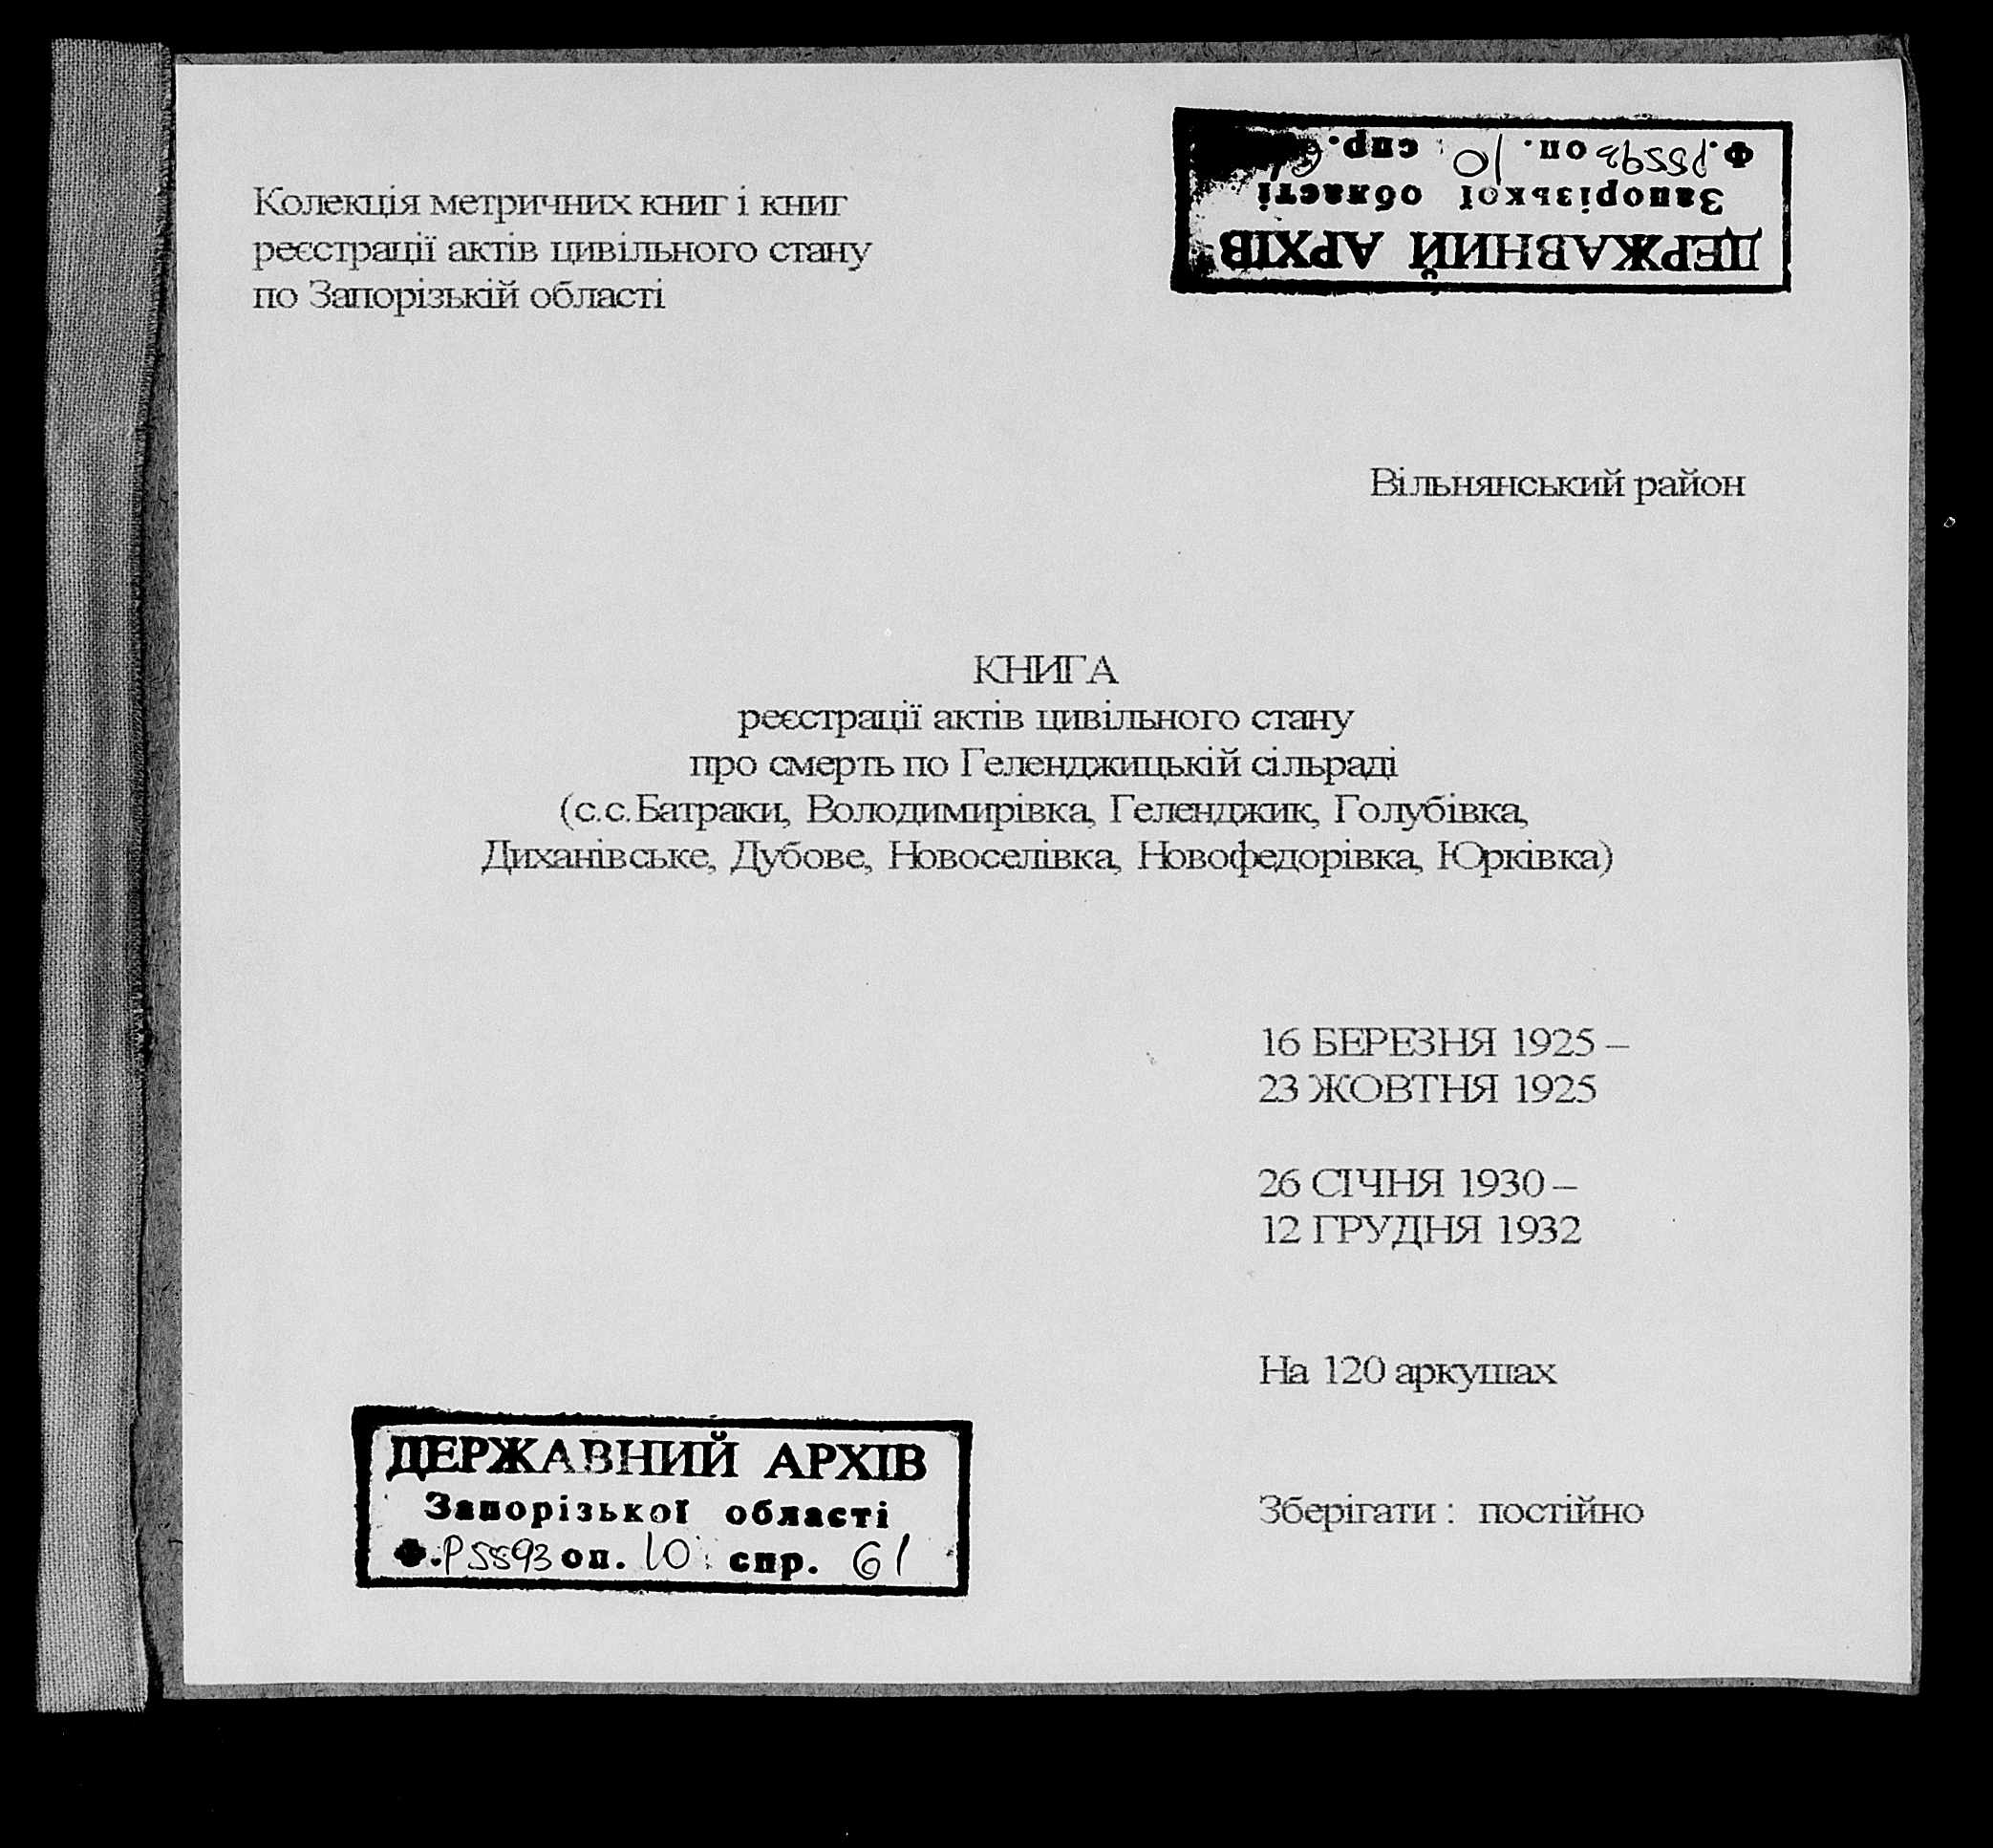 Колекція метричних книг і книг
реєстрації актів цивільного стану
по Запорізькій області
ДЕРЖАВНИЙ АРХІВ
Запорізької області
Ф. Р5593 оп. 10 спр.
Вільнянський район
КНИГА
реєстрації актів цивільного стану
про смерть по Геленджицькій сільраді
(с.с.Батраки, Володимирівка, Геленджик, Голубівка,
Диханівське, Дубове, Новоселівка, Новофедорівка, Юрківка)
16 БЕРЕЗНЯ 1925 –
23 ЖОВТНЯ 1925
26 СІЧНЯ 1930 –
12 ГРУДНЯ 1932
На 120 аркушах
ДЕРЖАВНИЙ АРХІВ
Запорізької області
Ф. Р5593 оп. 10 спр. 61
Зберігати : постійно